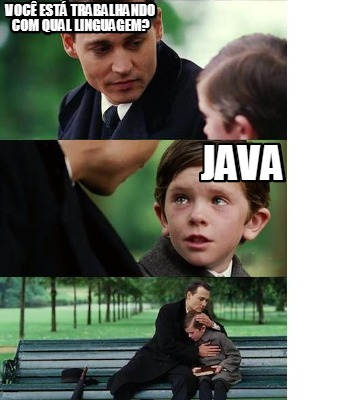 VOCÊ ESTÁ TRABALHANDO
COM QUAL LINGUAGEM?
JAVA